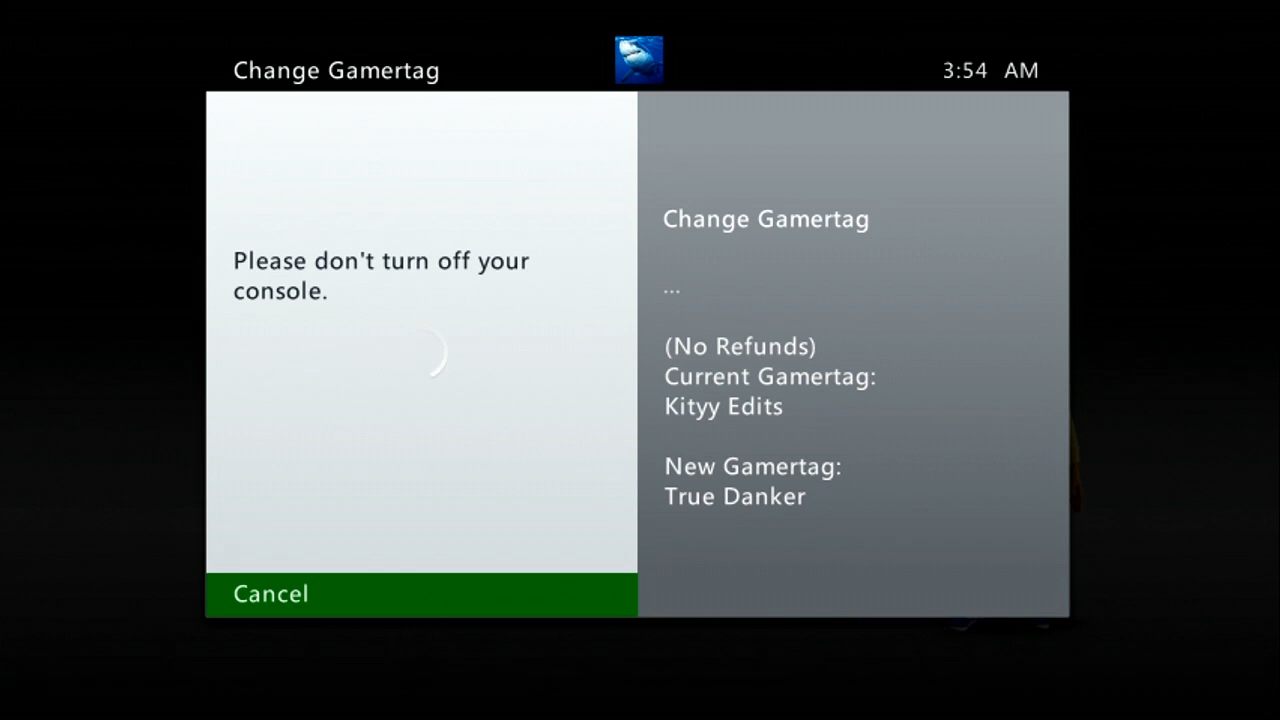 Change Gamertag
3:54 AM
Please don't turn off your
console.
Cancel
Change Gamertag
...
(No Refunds)
Current Gamertag:
Kityy Edits
New Gamertag:
True Danker